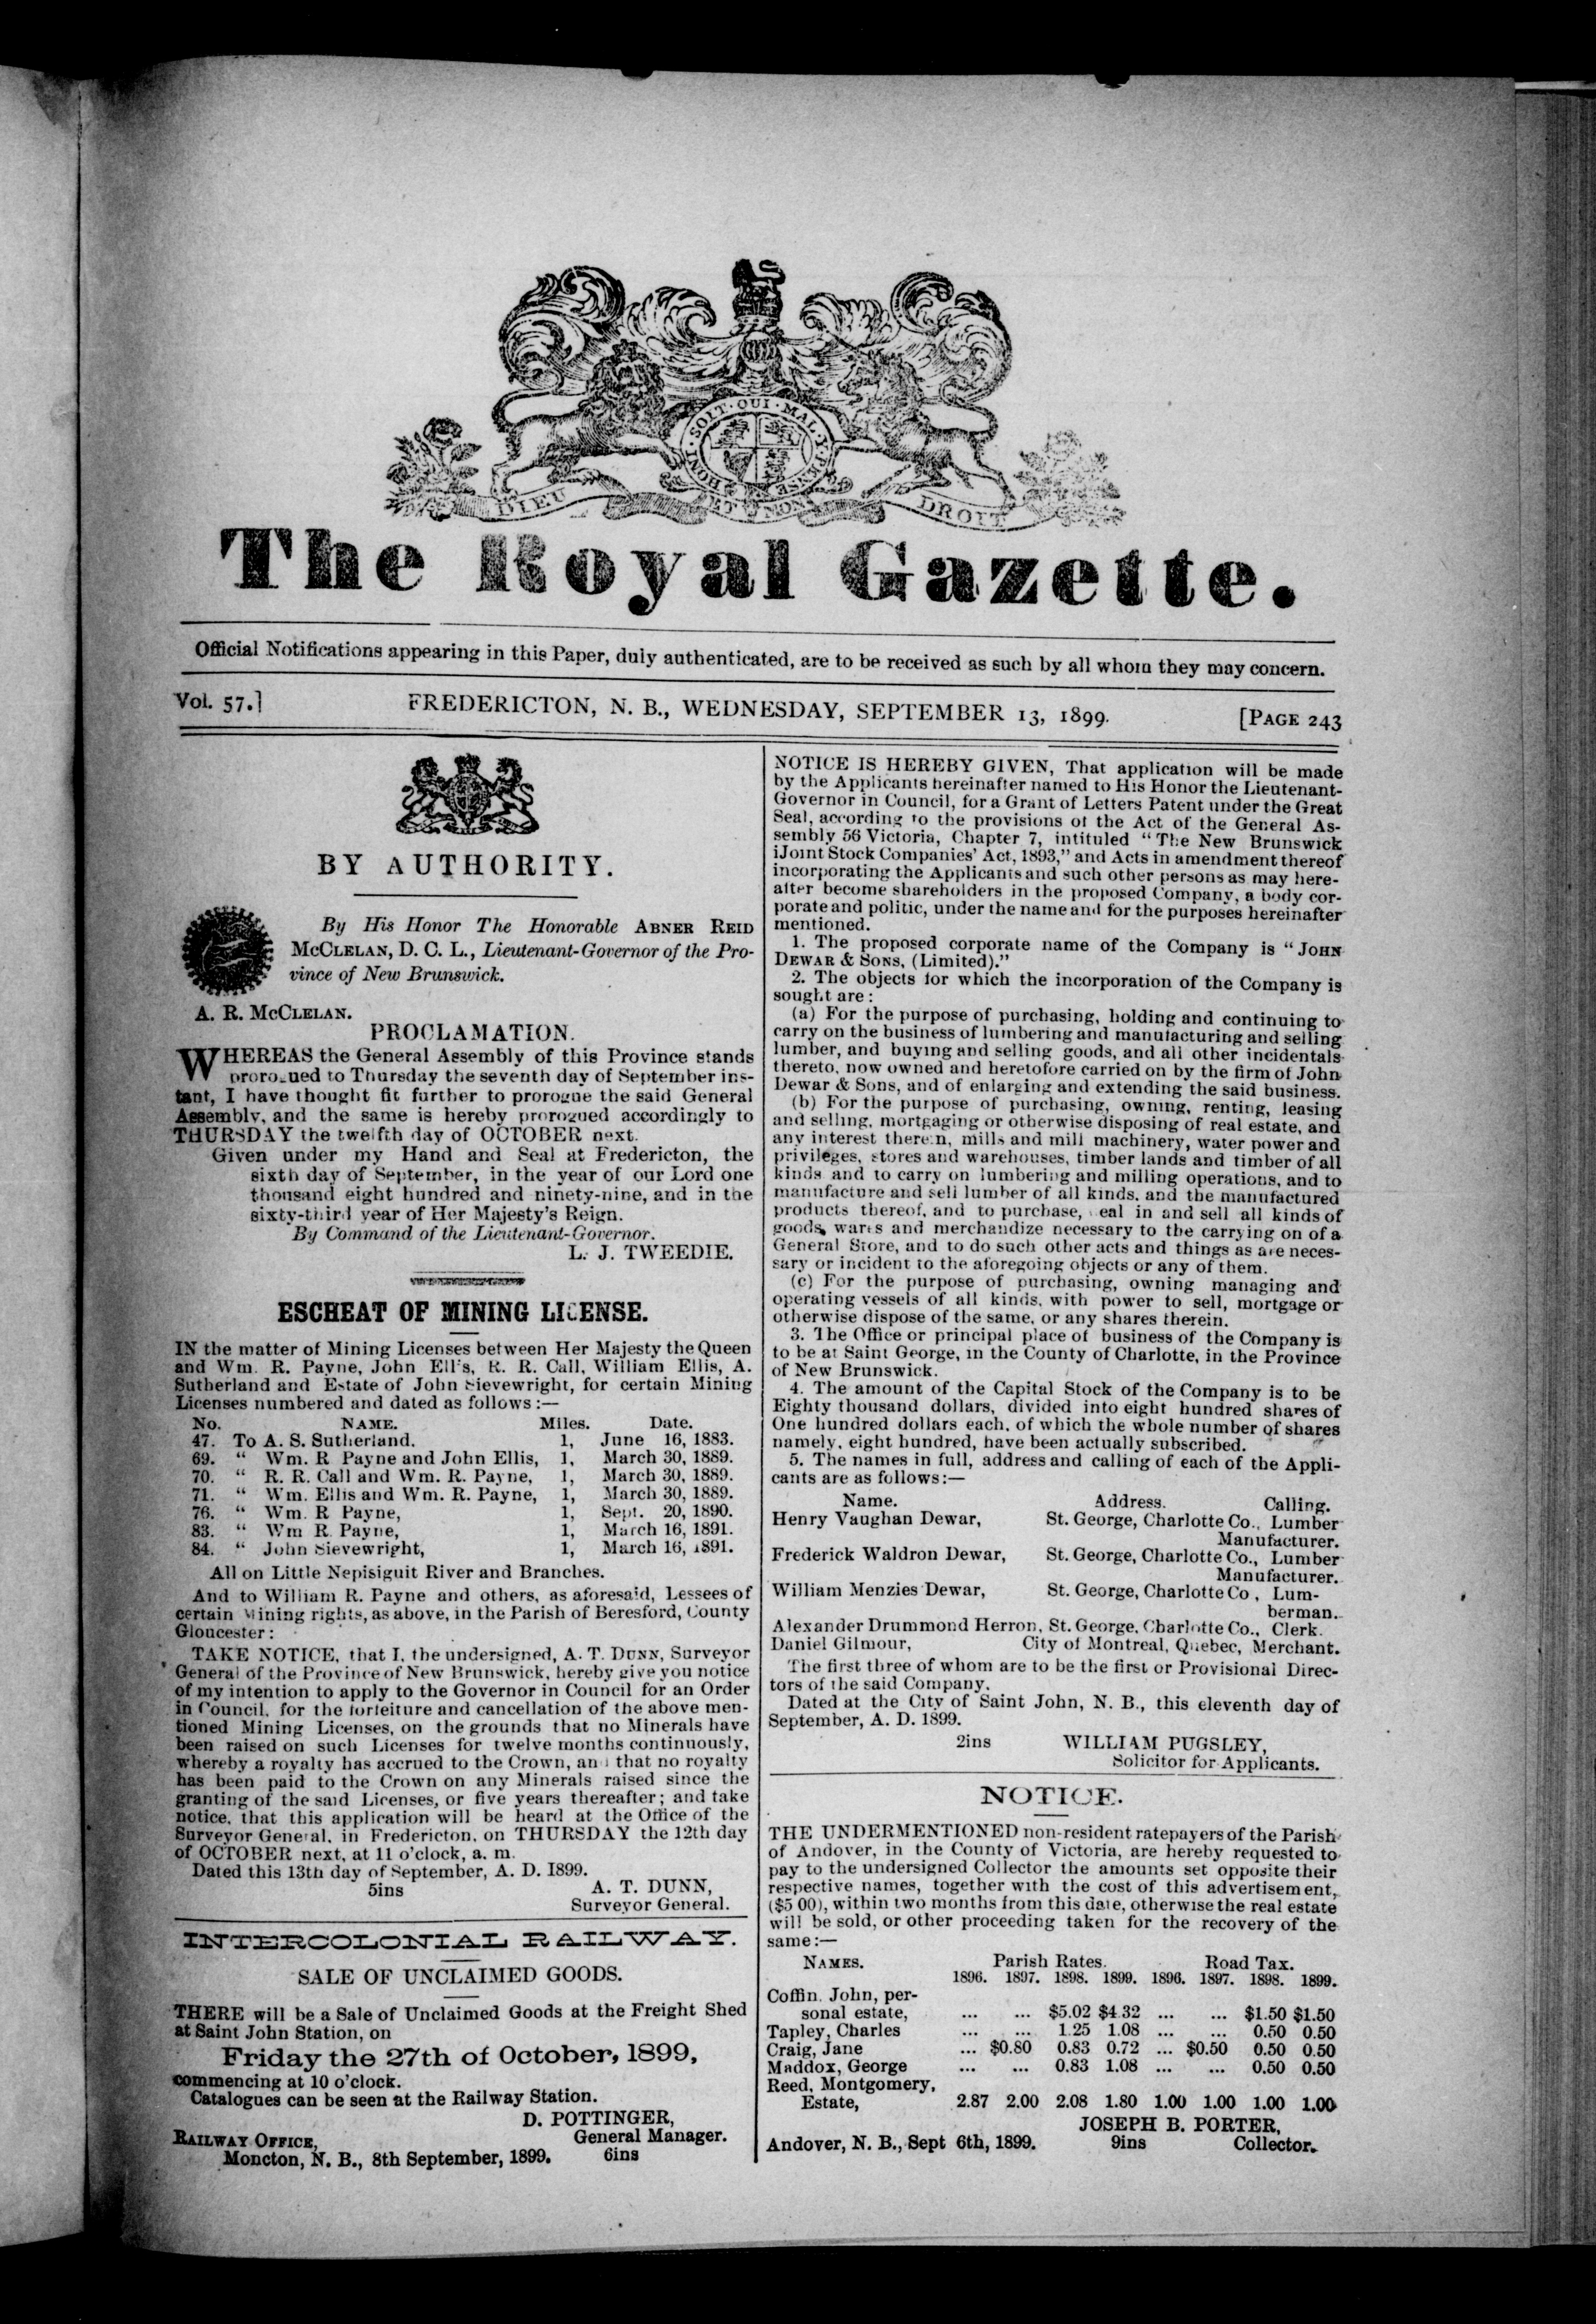 HONI·SOIT·QUI·MAL·Y·PENSE
DIEU ET MON DROIT
The Royal Gazette.
Official Notifications appearing in this Paper, duly authenticated, are to be received as such by all whom they may concern.
Vol. 57.] FREDERICTON, N. B., WEDNESDAY, SEPTEMBER 13, 1899. [PAGE 243
BY AUTHORITY.
By His Honor The Honorable ABNER REID
McCLELAN, D. C. L., Lieutenant-Governor of the Pro-
vince of New Brunswick.
A. R. McCLELAN.
PROCLAMATION.
WHEREAS the General Assembly of this Province stands
prorogued to Thursday the seventh day of September ins-
tant, I have thought fit further to prorogue the said General
Assembly, and the same is hereby prorogued accordingly to
THURSDAY the twelfth day of OCTOBER next.
Given under my Hand and Seal at Fredericton, the
sixth day of September, in the year of our Lord one
thousand eight hundred and ninety-nine, and in the
sixty-third year of Her Majesty's Reign.
By Command of the Lieutenant-Governor.
L. J. TWEEDIE.
ESCHEAT OF MINING LICENSE.
IN the matter of Mining Licenses between Her Majesty the Queen
and Wm. R. Payne, John Ellis, R. R. Call, William Ellis, A.
Sutherland and Estate of John Sievewright, for certain Mining
Licenses numbered and dated as follows:—
No. NAME. Miles. Date.
47. To A. S. Sutherland. 1, June 16, 1883.
69. " Wm. R Payne and John Ellis, 1, March 30, 1889.
70. " R. R. Call and Wm. R. Payne, 1, March 30, 1889.
71. " Wm. Ellis and Wm. R. Payne, 1, March 30, 1889.
76. " Wm. R Payne, 1, Sept. 20, 1890.
83. " Wm R. Payne, 1, March 16, 1891.
84. " John Sievewright, 1, March 16, 1891.
All on Little Nepisiguit River and Branches.
And to William R. Payne and others, as aforesaid, Lessees of
certain Mining rights, as above, in the Parish of Beresford, County
Gloucester:
TAKE NOTICE, that I, the undersigned, A. T. DUNN, Surveyor
General of the Province of New Brunswick, hereby give you notice
of my intention to apply to the Governor in Council for an Order
in Council, for the forfeiture and cancellation of the above men-
tioned Mining Licenses, on the grounds that no Minerals have
been raised on such Licenses for twelve months continuously,
whereby a royalty has accrued to the Crown, and that no royalty
has been paid to the Crown on any Minerals raised since the
granting of the said Licenses, or five years thereafter; and take
notice, that this application will be heard at the Office of the
Surveyor General, in Fredericton, on THURSDAY the 12th day
of OCTOBER next, at 11 o'clock, a. m.
Dated this 13th day of September, A. D. 1899.
5ins A. T. DUNN,
Surveyor General.
INTERCOLONIAL RAILWAY.
SALE OF UNCLAIMED GOODS.
THERE will be a Sale of Unclaimed Goods at the Freight Shed
at Saint John Station, on
Friday the 27th of October, 1899,
commencing at 10 o'clock.
Catalogues can be seen at the Railway Station.
D. POTTINGER,
RAILWAY OFFICE, General Manager.
Moncton, N. B., 8th September, 1899. 6ins
NOTICE IS HEREBY GIVEN, That application will be made
by the Applicants hereinafter named to His Honor the Lieutenant-
Governor in Council, for a Grant of Letters Patent under the Great
Seal, according to the provisions of the Act of the General As-
sembly 56 Victoria, Chapter 7, intituled "The New Brunswick
iJoint Stock Companies' Act, 1893," and Acts in amendment thereof
incorporating the Applicants and such other persons as may here-
after become shareholders in the proposed Company, a body cor-
porate and politic, under the name and for the purposes hereinafter
mentioned.
1. The proposed corporate name of the Company is "JOHN
DEWAR & SONS, (Limited)."
2. The objects for which the incorporation of the Company is
sought are:
(a) For the purpose of purchasing, holding and continuing to
carry on the business of lumbering and manufacturing and selling
lumber, and buying and selling goods, and all other incidentals
thereto, now owned and heretofore carried on by the firm of John
Dewar & Sons, and of enlarging and extending the said business.
(b) For the purpose of purchasing, owning, renting, leasing
and selling, mortgaging or otherwise disposing of real estate, and
any interest therein, mills and mill machinery, water power and
privileges, stores and warehouses, timber lands and timber of all
kinds and to carry on lumbering and milling operations, and to
manufacture and sell lumber of all kinds, and the manufactured
products thereof, and to purchase, eal in and sell all kinds of
goods, wares and merchandize necessary to the carrying on of a
General Store, and to do such other acts and things as are neces-
sary or incident to the aforegoing objects or any of them.
(c) For the purpose of purchasing, owning managing and
operating vessels of all kinds, with power to sell, mortgage or
otherwise dispose of the same, or any shares therein.
3. The Office or principal place of business of the Company is
to be at Saint George, in the County of Charlotte, in the Province
of New Brunswick.
4. The amount of the Capital Stock of the Company is to be
Eighty thousand dollars, divided into eight hundred shares of
One hundred dollars each, of which the whole number of shares
namely, eight hundred, have been actually subscribed.
5. The names in full, address and calling of each of the Appli-
cants are as follows:—
Name. Address. Calling.
Henry Vaughan Dewar, St. George, Charlotte Co., Lumber
Manufacturer.
Frederick Waldron Dewar, St. George, Charlotte Co., Lumber
Manufacturer.
William Menzies Dewar, St. George, Charlotte Co, Lum-
berman.
Alexander Drummond Herron, St. George, Charlotte Co., Clerk.
Daniel Gilmour, City of Montreal, Quebec, Merchant.
The first three of whom are to be the first or Provisional Direc-
tors of the said Company.
Dated at the City of Saint John, N. B., this eleventh day of
September, A. D. 1899.
2ins WILLIAM PUGSLEY,
Solicitor for Applicants.
NOTICE.
THE UNDERMENTIONED non-resident ratepayers of the Parish
of Andover, in the County of Victoria, are hereby requested to
pay to the undersigned Collector the amounts set opposite their
respective names, together with the cost of this advertisement,
($5 00), within two months from this date, otherwise the real estate
will be sold, or other proceeding taken for the recovery of the
same:—
NAMES. Parish Rates. Road Tax.
1896. 1897. 1898. 1899. 1896. 1897. 1898. 1899.
Coffin, John, per-
sonal estate, ... ... $5.02 $4.32 ... ... $1.50 $1.50
Tapley, Charles ... ... 1.25 1.08 ... ... 0.50 0.50
Craig, Jane ... $0.80 0.83 0.72 ... $0.50 0.50 0.50
Maddox, George ... ... 0.83 1.08 ... ... 0.50 0.50
Reed, Montgomery,
Estate, 2.87 2.00 2.08 1.80 1.00 1.00 1.00 1.00
JOSEPH B. PORTER,
Andover, N. B., Sept 6th, 1899. 9ins Collector.